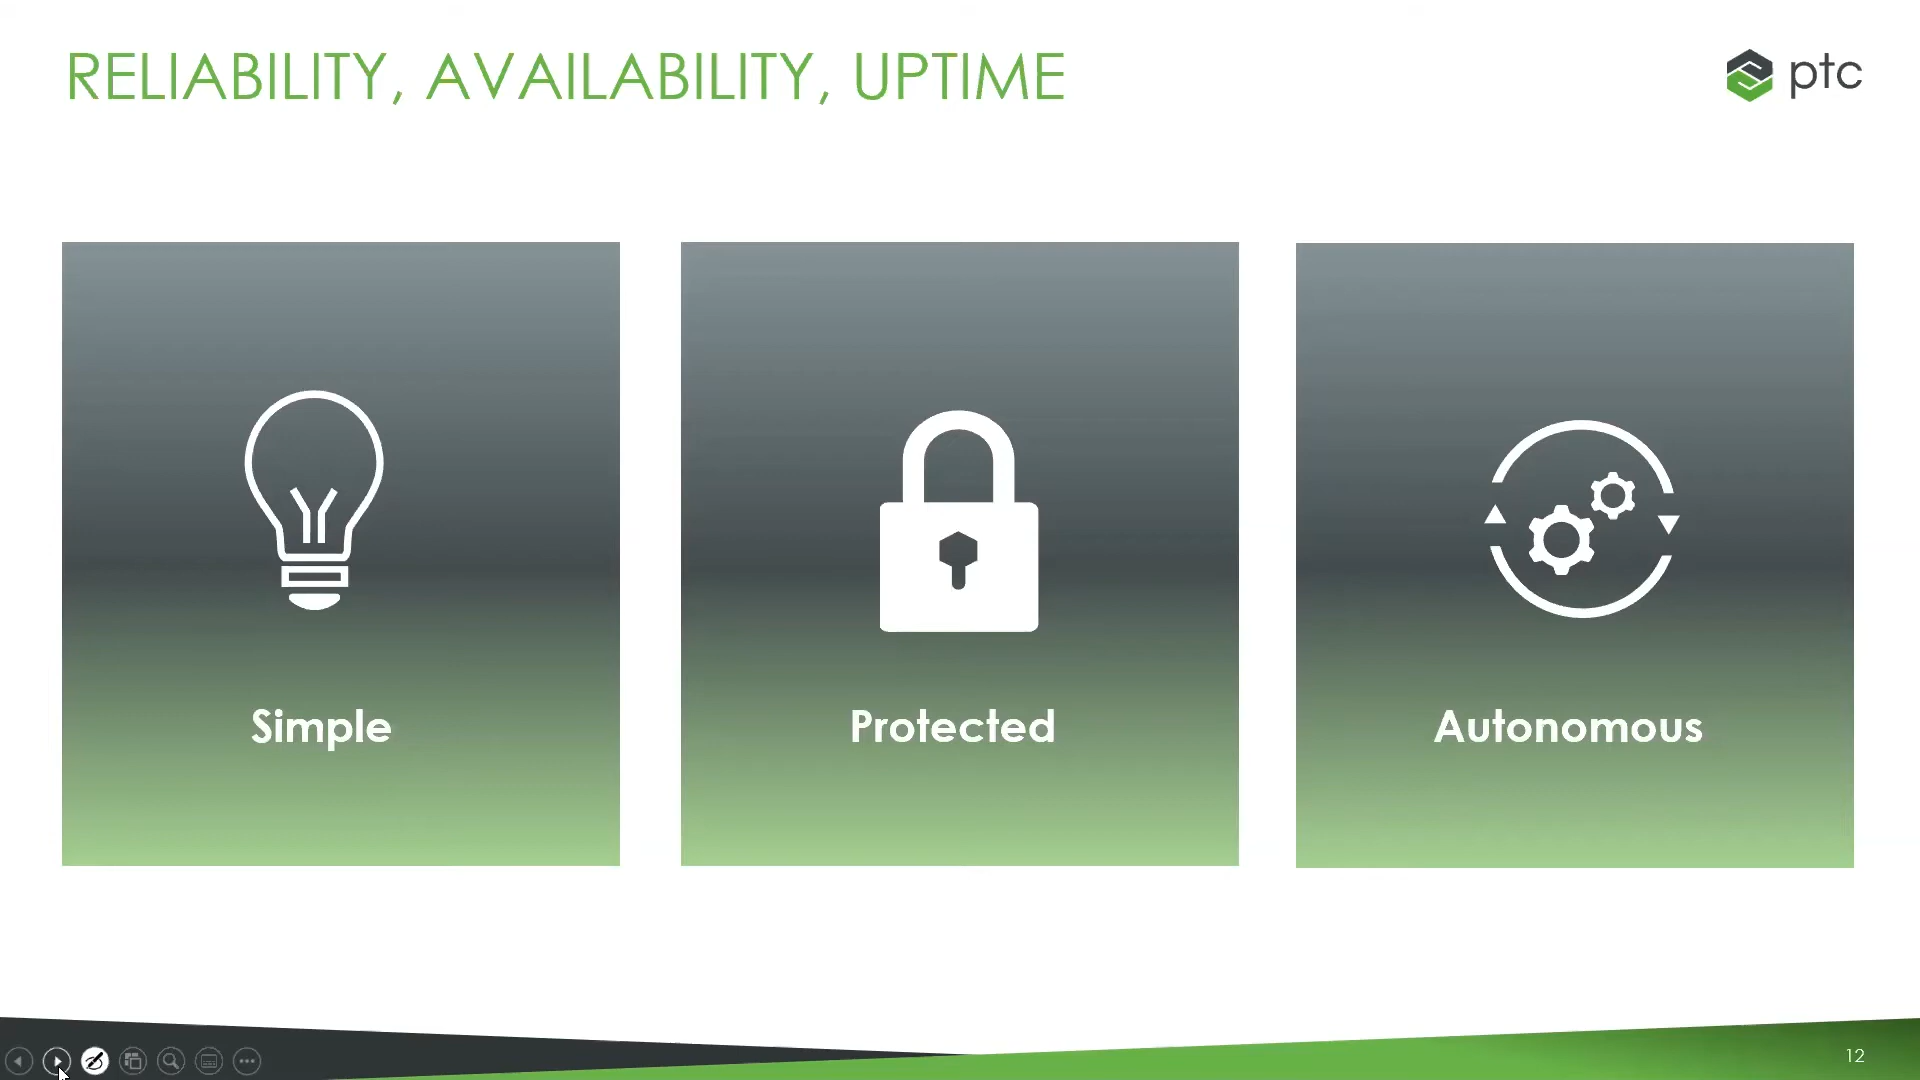 RELIABILITY, AVAILABILITY, UPTIME
ptc
Simple
Protected
Autonomous
12